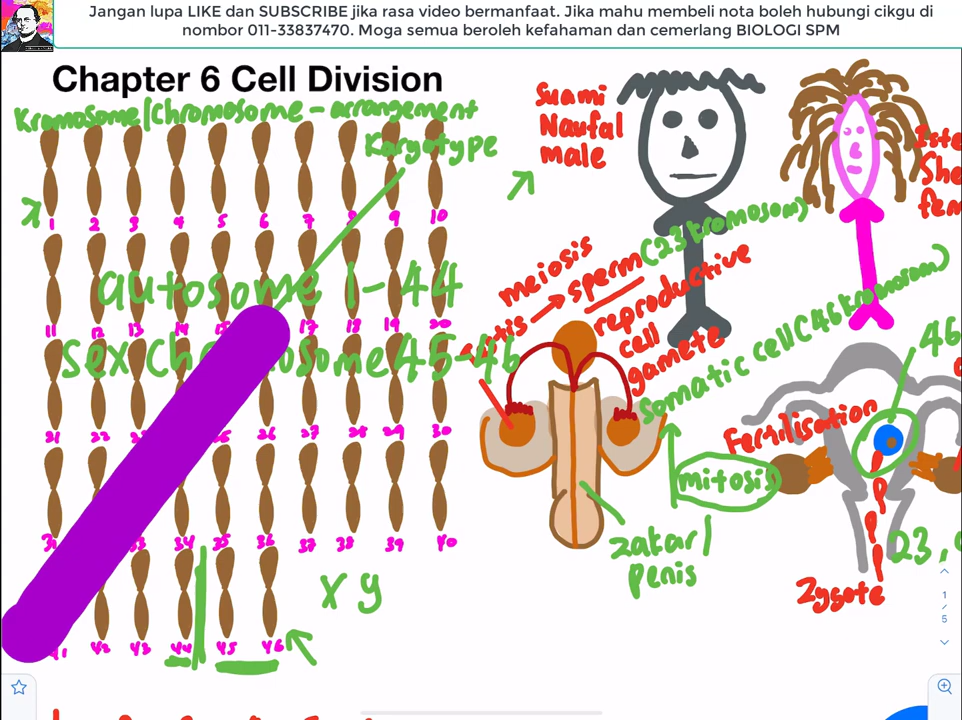 Jangan lupa LIKE dan SUBSCRIBE jika rasa video bermanfaat. Jika mahu membeli nota boleh hubungi cikgu di
nombor 011-33837470. Moga semua beroleh kefahaman dan cemerlang BIOLOGI SPM
Chapter 6 Cell Division
Kromosome/chromosome - arrangement
Karyotype
1 2 3 4 5 6 7 8 9 10
autosome 1-44
11 12 13 14 17 18 19 20
sex 45-46
21 22 25 26 27 28 29 30
34 35 36 37 38 39 40
42 43 44 45 46
X y
Suami
Naufal
male
meiosis
sperm (23 kromosom)
reproductive
cell
gamete
somatic cell (46 kromosom)
mitosis
zakar/
penis
Fertilisation
46
23,
Zygote
1
/
5